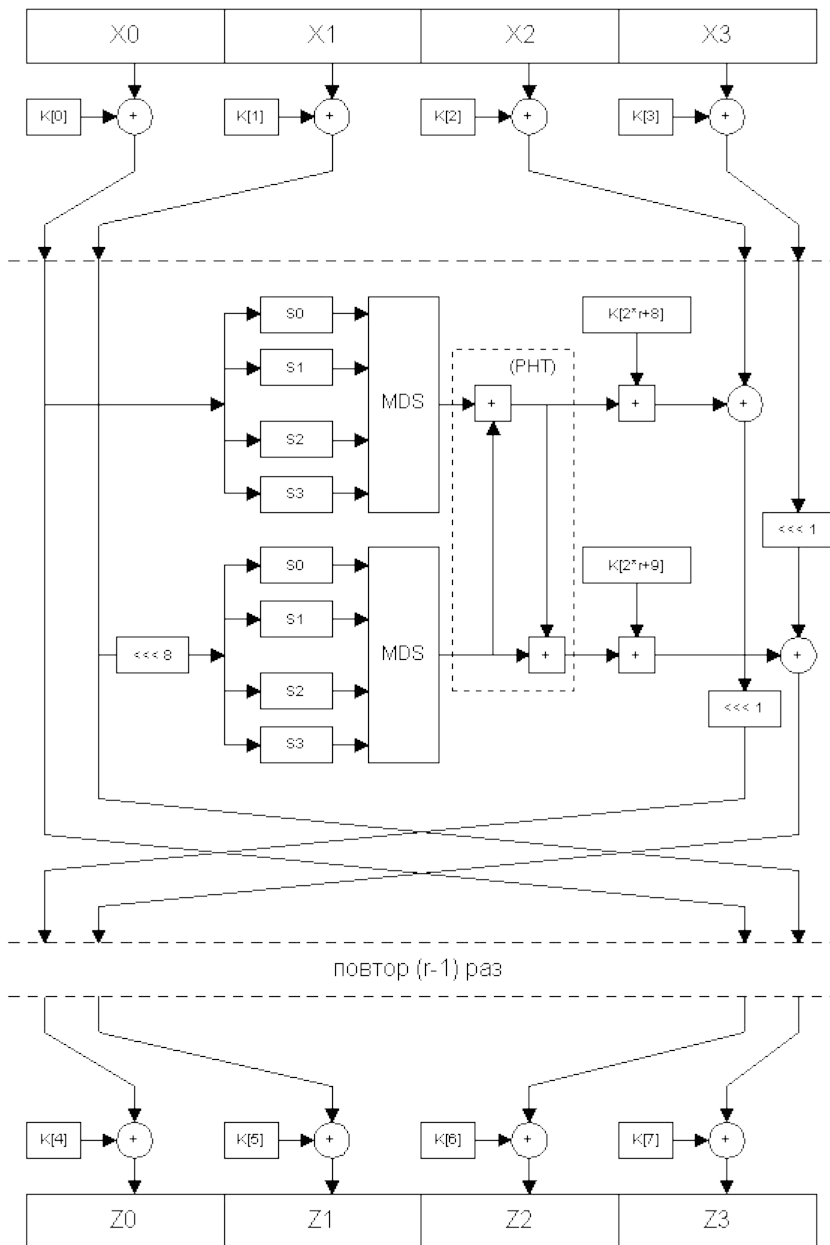 X0 X1 X2 X3
K[0] + K[1] + K[2] + K[3] +
S0
K[2*r+8]
S1
(PHT)
MDS
+ + +
S2
S3
<<< 1
S0
K[2*r+9]
S1
<<< 8
MDS
+ + +
S2
<<< 1
S3
повтор (r-1) раз
K[4] + K[5] + K[6] + K[7] +
Z0 Z1 Z2 Z3